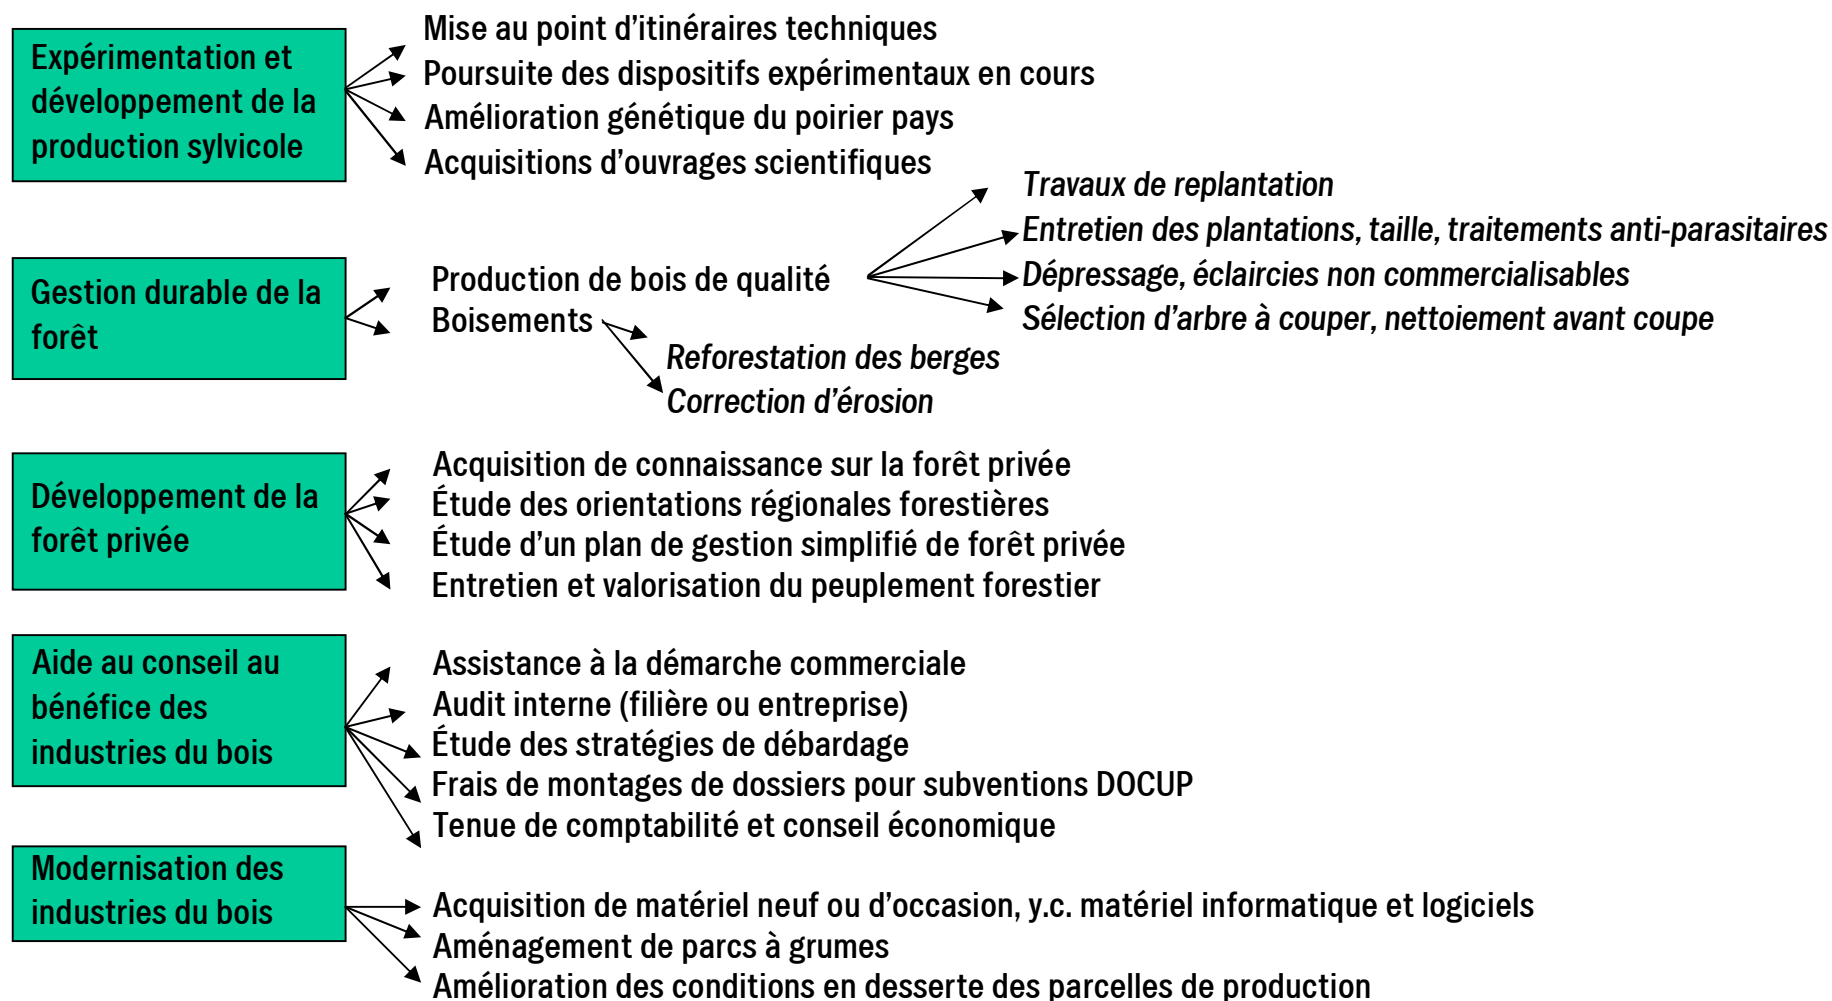 Expérimentation et
développement de la
production sylvicole
Mise au point d'itinéraires techniques
Poursuite des dispositifs expérimentaux en cours
Amélioration génétique du poirier pays
Acquisitions d'ouvrages scientifiques
Gestion durable de la
forêt
Production de bois de qualité
Boisements
Travaux de replantation
Entretien des plantations, taille, traitements anti-parasitaires
Dépressage, éclaircies non commercialisables
Sélection d'arbre à couper, nettoiement avant coupe
Reforestation des berges
Correction d'érosion
Développement de la
forêt privée
Acquisition de connaissance sur la forêt privée
Étude des orientations régionales forestières
Étude d'un plan de gestion simplifié de forêt privée
Entretien et valorisation du peuplement forestier
Aide au conseil au
bénéfice des
industries du bois
Assistance à la démarche commerciale
Audit interne (filière ou entreprise)
Étude des stratégies de débardage
Frais de montages de dossiers pour subventions DOCUP
Tenue de comptabilité et conseil économique
Modernisation des
industries du bois
Acquisition de matériel neuf ou d'occasion, y.c. matériel informatique et logiciels
Aménagement de parcs à grumes
Amélioration des conditions en desserte des parcelles de production